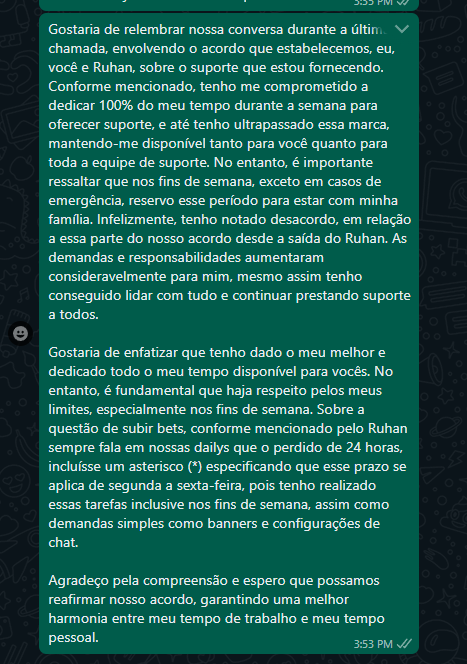 Gostaria de relembrar nossa conversa durante a últim
chamada, envolvendo o acordo que estabelecemos, eu,
você e Ruhan, sobre o suporte que estou fornecendo.
Conforme mencionado, tenho me comprometido a
dedicar 100% do meu tempo durante a semana para
oferecer suporte, e até tenho ultrapassado essa marca,
mantendo-me disponível tanto para você quanto para
toda a equipe de suporte. No entanto, é importante
ressaltar que nos fins de semana, exceto em casos de
emergência, reservo esse período para estar com minha
família. Infelizmente, tenho notado desacordo, em relação
a essa parte do nosso acordo desde a saída do Ruhan. As
demandas e responsabilidades aumentaram
consideravelmente para mim, mesmo assim tenho
conseguido lidar com tudo e continuar prestando suporte
a todos.
Gostaria de enfatizar que tenho dado o meu melhor e
dedicado todo o meu tempo disponível para vocês. No
entanto, é fundamental que haja respeito pelos meus
limites, especialmente nos fins de semana. Sobre a
questão de subir bets, conforme mencionado pelo Ruhan
sempre fala em nossas dailys que o perdido de 24 horas,
incluísse um asterisco (*) especificando que esse prazo se
aplica de segunda a sexta-feira, pois tenho realizado
essas tarefas inclusive nos fins de semana, assim como
demandas simples como banners e configurações de
chat.
Agradeço pela compreensão e espero que possamos
reafirmar nosso acordo, garantindo uma melhor
harmonia entre meu tempo de trabalho e meu tempo
pessoal.
3:53 PM